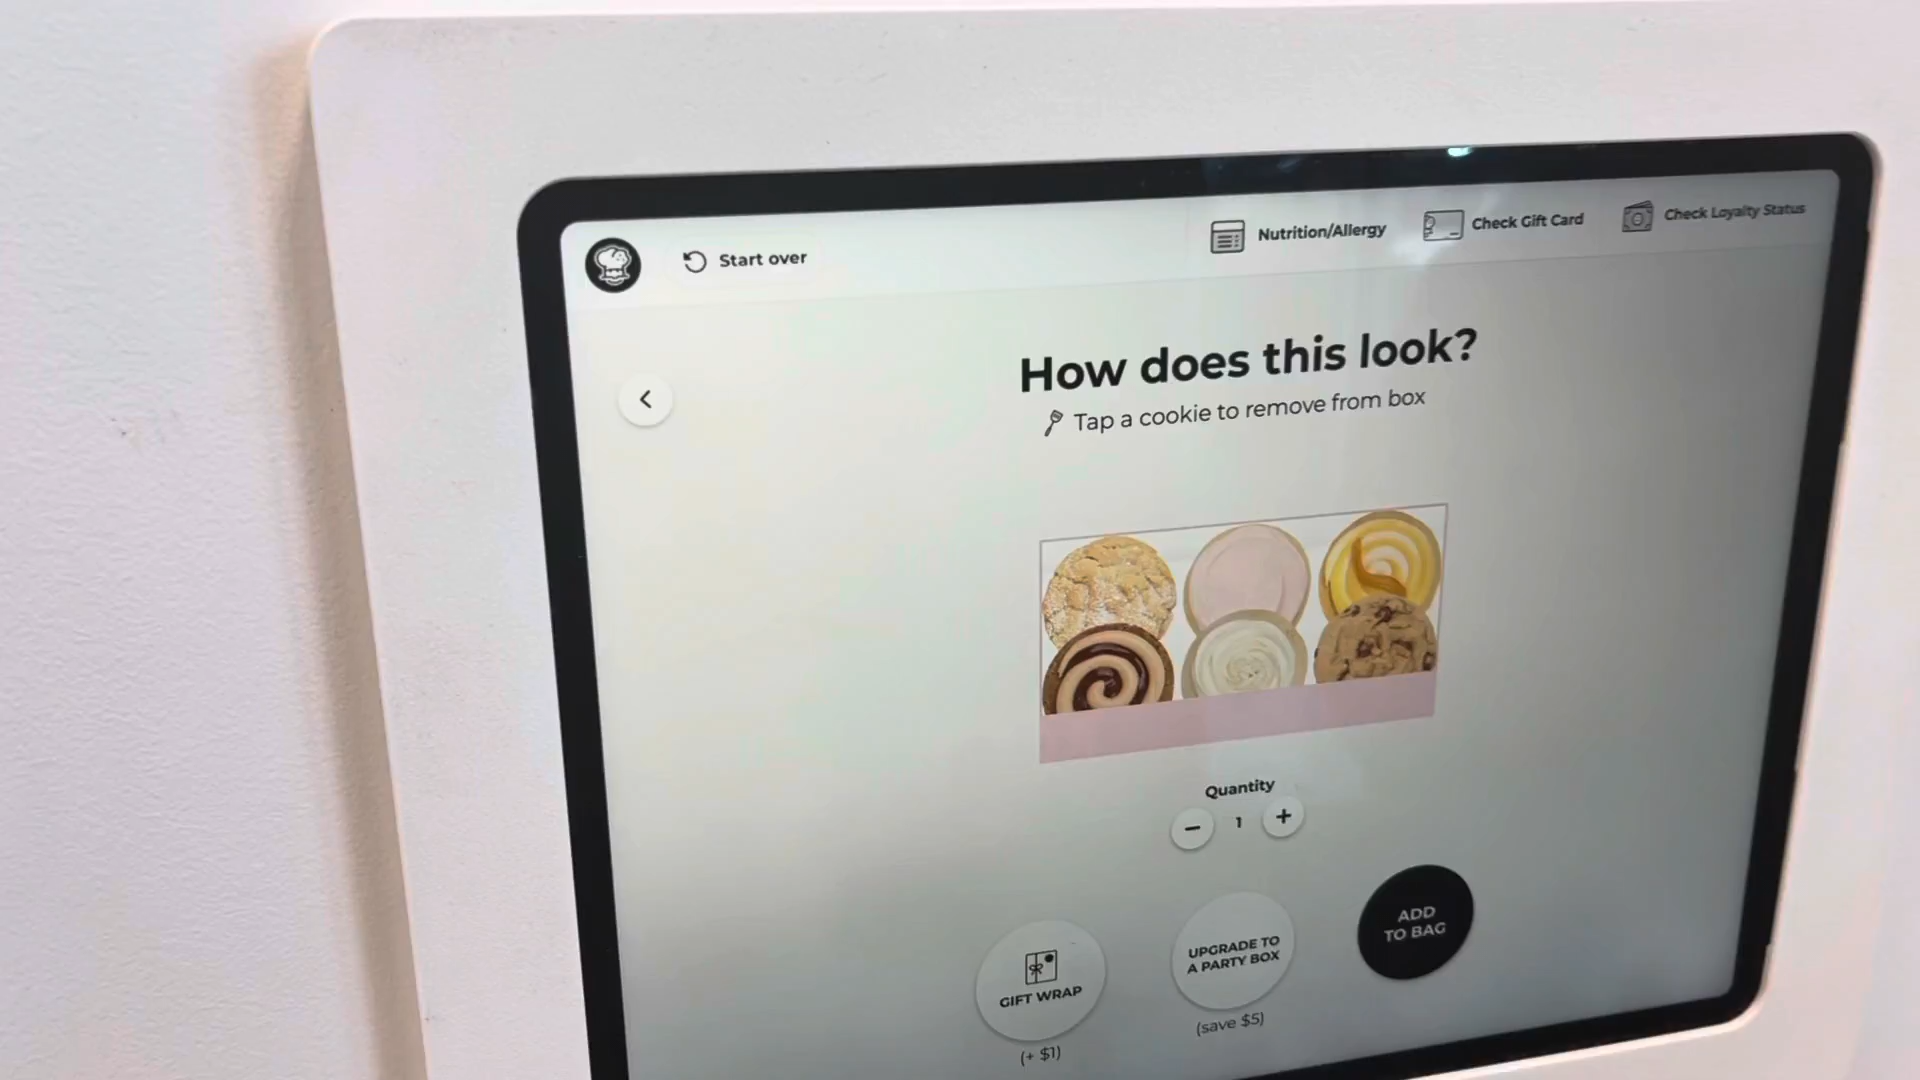 Start over
Nutrition/Allergy
Check Gift Card
Check Loyalty Status
How does this look?
Tap a cookie to remove from box
Quantity
1
GIFT WRAP
(+ $1)
UPGRADE TO
A PARTY BOX
(save $5)
ADD
TO BAG